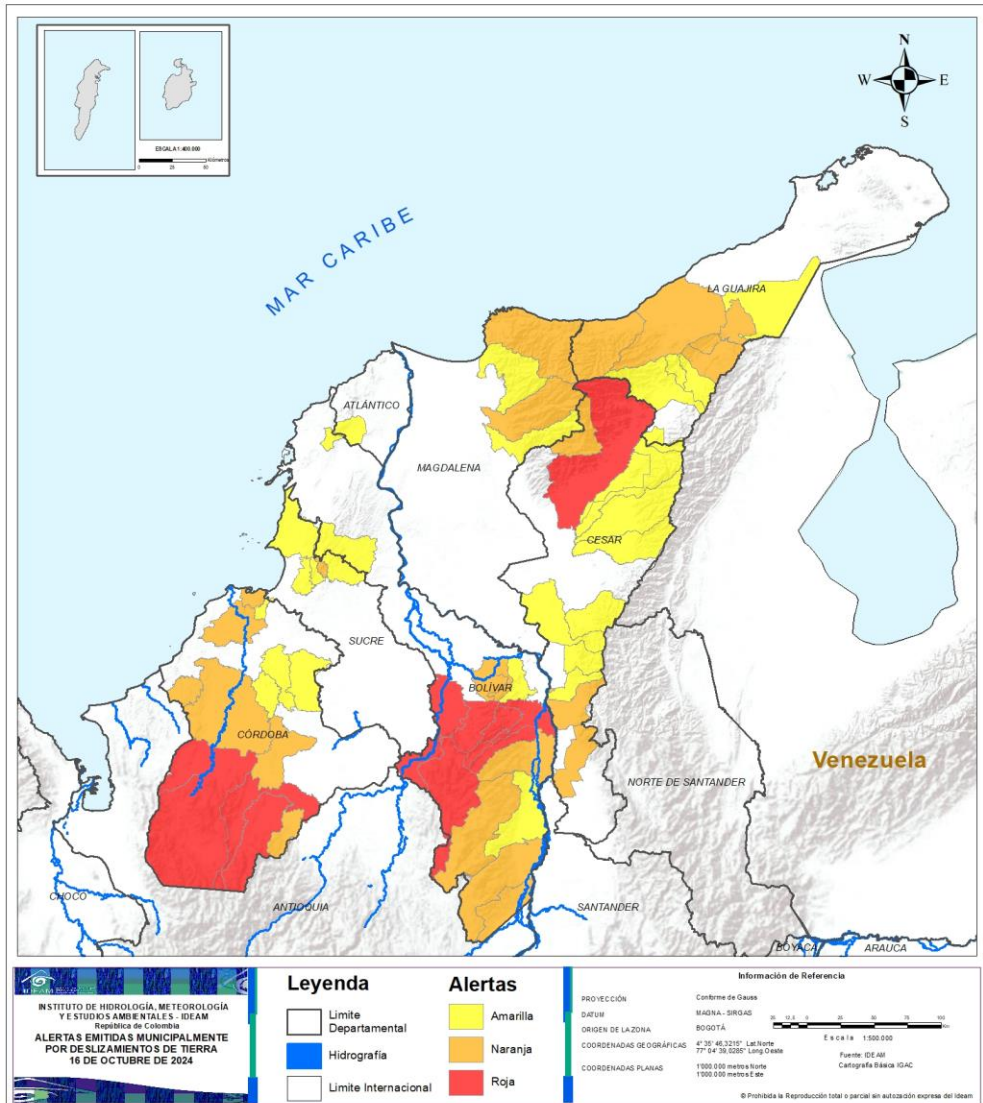 ESCALA 1:400.000
N
W E
S
MAR CARIBE
LA GUAJIRA
ATLÁNTICO
MAGDALENA
CESAR
SUCRE
BOLÍVAR
CÓRDOBA
NORTE DE SANTANDER
Venezuela
CHOCO
ANTIOQUIA
SANTANDER
BOYACA
ARAUCA
IDEAM
INSTITUTO DE HIDROLOGÍA, METEOROLOGÍA
Y ESTUDIOS AMBIENTALES - IDEAM
República de Colombia
ALERTAS EMITIDAS MUNICIPALMENTE
POR DESLIZAMIENTOS DE TIERRA
16 DE OCTUBRE DE 2024
Leyenda
Limite
Departamental
Hidrografía
Limite Internacional
Alertas
Amarilla
Naranja
Roja
Información de Referencia
PROYECCIÓN Conforme de Gauss
DATUM MAGNA - SIRGAS
ORIGEN DE LA ZONA BOGOTÁ
COORDENADAS GEOGRÁFICAS 4° 35' 46,3215" Lat.Norte
77° 04' 39,0285" Long.Oeste
COORDENADAS PLANAS 1'000.000 metros Norte
1'000.000 metros Este
Escala 1:500.000
Fuente: IDEAM
Cartografía Básica IGAC
© Prohibida la Reproducción total o parcial sin autozación expresa del Ideam